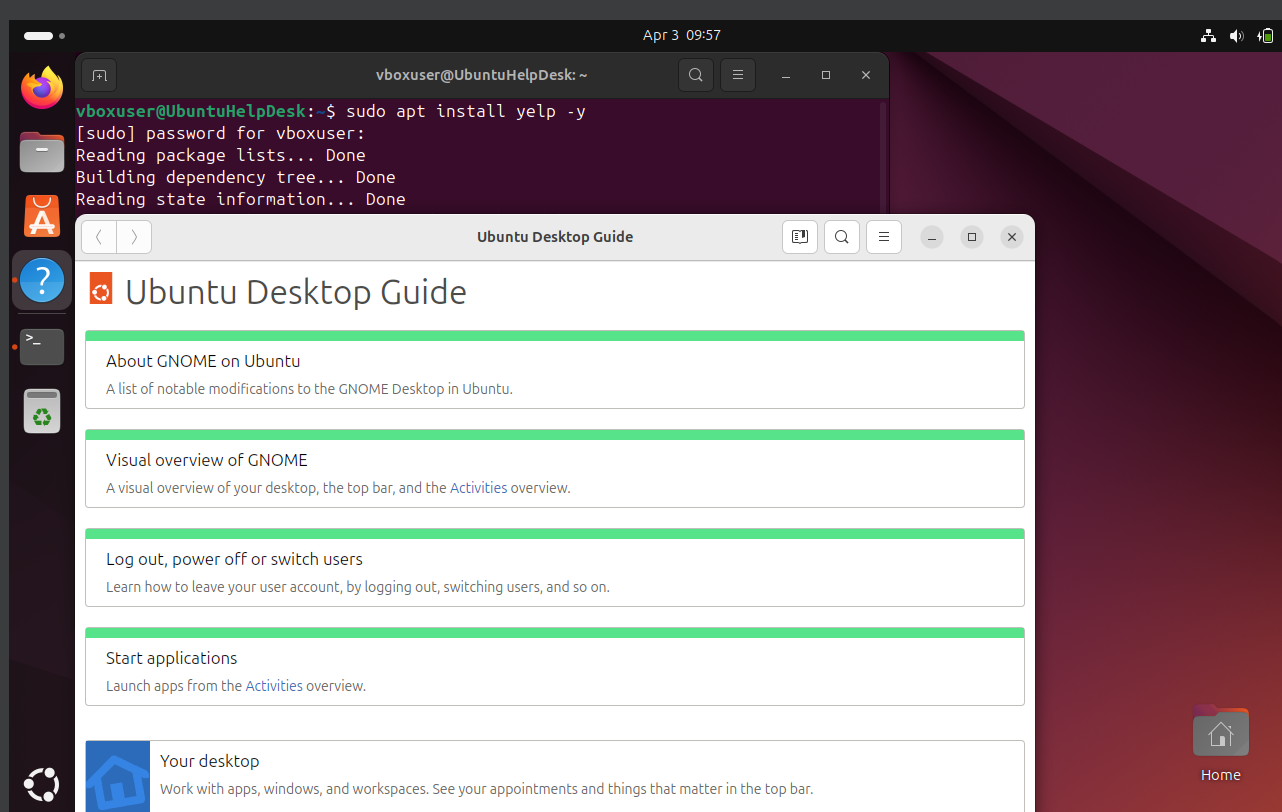 Apr 3 09:57
vboxuser@UbuntuHelpDesk: ~
vboxuser@UbuntuHelpDesk:~$ sudo apt install yelp -y
[sudo] password for vboxuser:
Reading package lists... Done
Building dependency tree... Done
Reading state information... Done
Ubuntu Desktop Guide
Ubuntu Desktop Guide
About GNOME on Ubuntu
A list of notable modifications to the GNOME Desktop in Ubuntu.
Visual overview of GNOME
A visual overview of your desktop, the top bar, and the Activities overview.
Log out, power off or switch users
Learn how to leave your user account, by logging out, switching users, and so on.
Start applications
Launch apps from the Activities overview.
Your desktop
Work with apps, windows, and workspaces. See your appointments and things that matter in the top bar.
Home